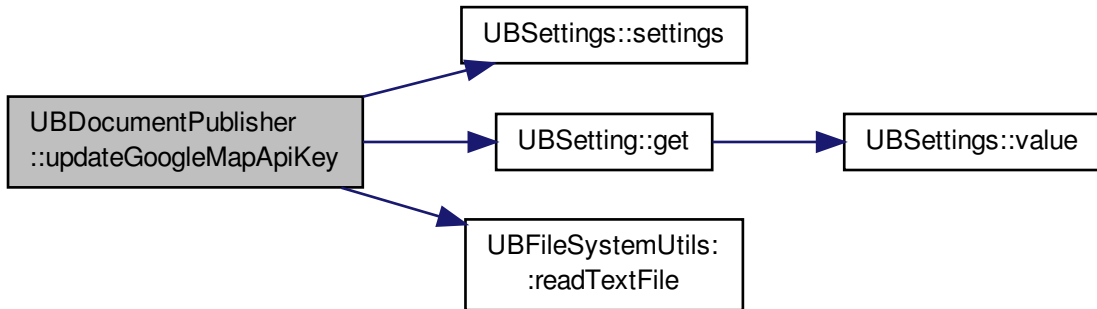 UBSettings::settings
UBDocumentPublisher
::updateGoogleMapApiKey
UBSetting::get
UBSettings::value
UBFileSystemUtils:
:readTextFile